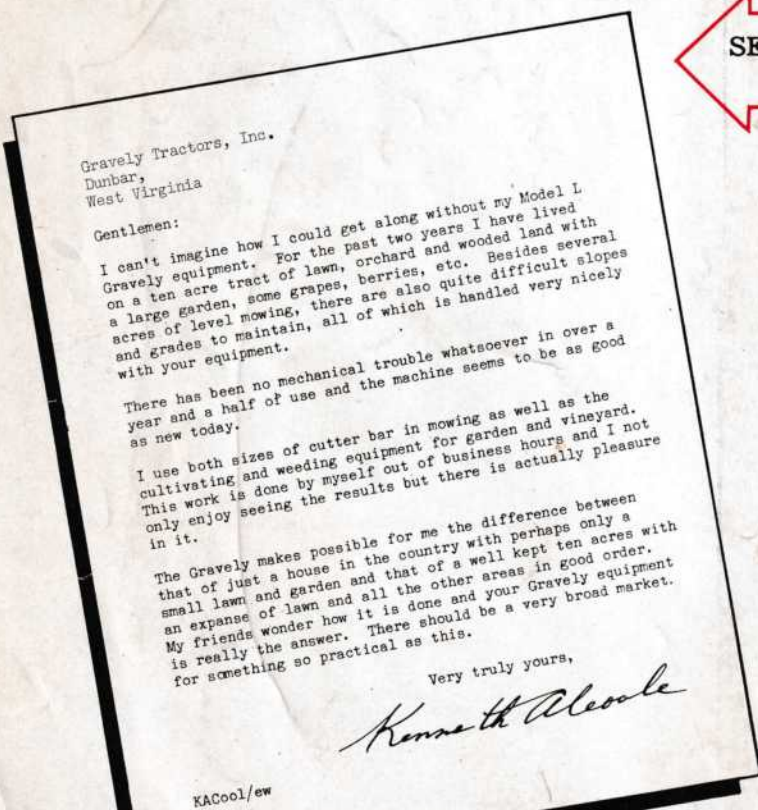 SE
Gravely Tractors, Inc.
Dunbar,
West Virginia
Gentlemen:
I can't imagine how I could get along without my Model L
Gravely equipment. For the past two years I have lived
on a ten acre tract of lawn, orchard and wooded land with
a large garden, some grapes, berries, etc. Besides several
acres of level mowing, there are also quite difficult slopes
and grades to maintain, all of which is handled very nicely
with your equipment.
There has been no mechanical trouble whatsoever in over a
year and a half of use and the machine seems to be as good
as new today.
I use both sizes of cutter bar in mowing as well as the
cultivating and weeding equipment for garden and vineyard.
This work is done by myself out of business hours and I not
only enjoy seeing the results but there is actually pleasure
in it.
The Gravely makes possible for me the difference between
that of just a house in the country with perhaps only a
small lawn and garden and that of a well kept ten acres with
an expanse of lawn and all the other areas in good order.
My friends wonder how it is done and your Gravely equipment
is really the answer. There should be a very broad market.
for something so practical as this.
Very truly yours,
Kenneth
KACool/ew